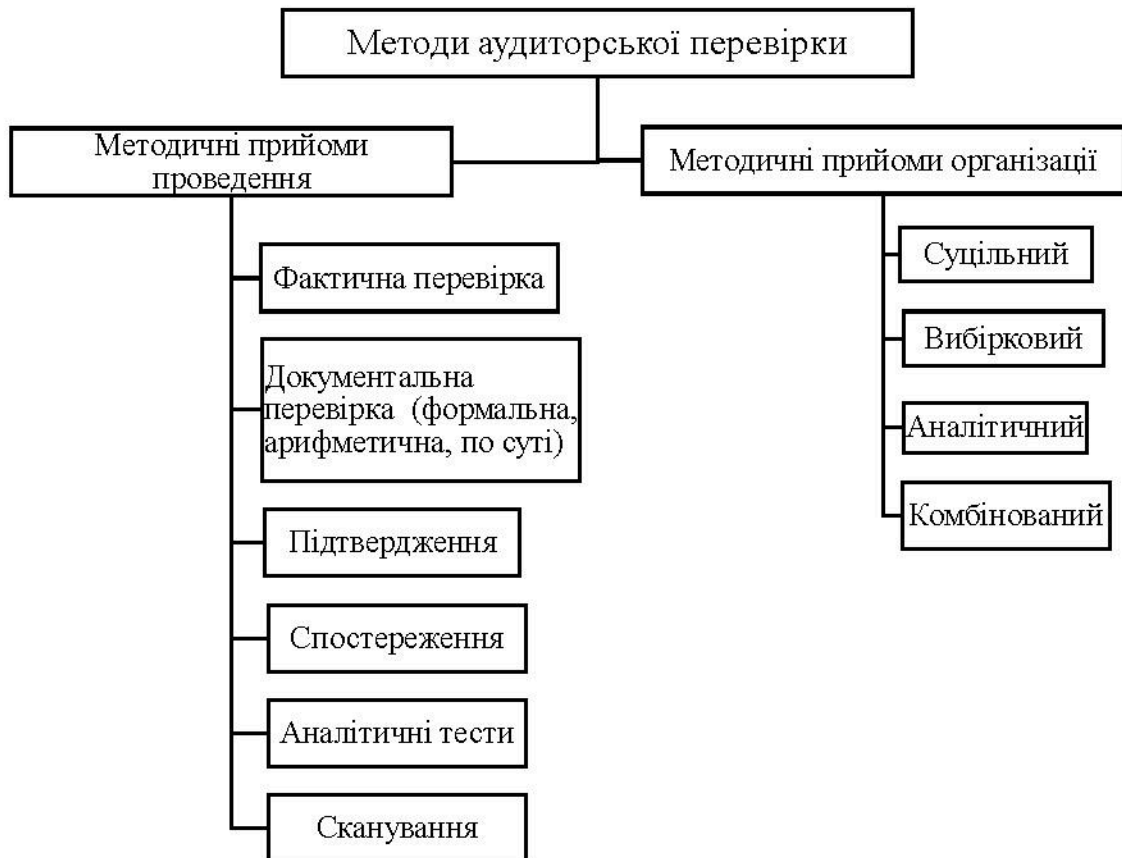 Методи аудиторської перевірки
Методичні прийоми
проведення
Методичні прийоми організації
Фактична перевірка
Документальна
перевірка (формальна,
арифметична, по суті)
Підтвердження
Спостереження
Аналітичні тести
Сканування
Суцільний
Вибірковий
Аналітичний
Комбінований